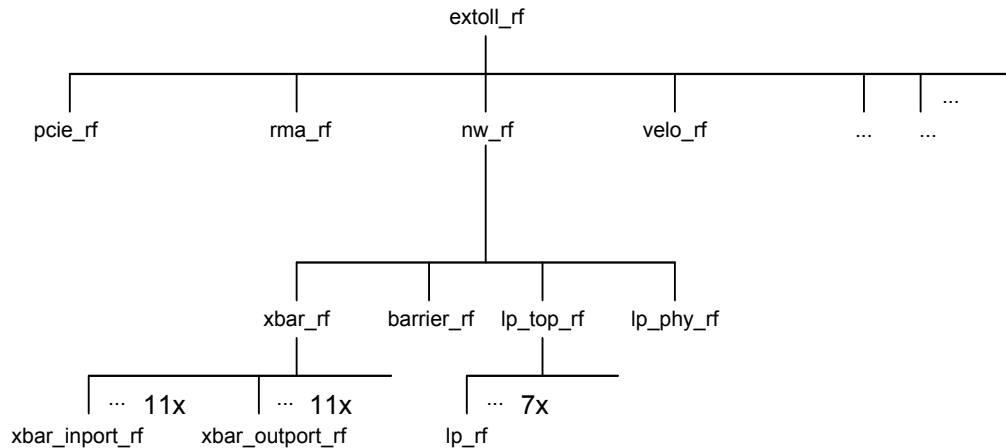 extoll_rf
...
pcie_rf rma_rf nw_rf velo_rf ... ...
xbar_rf barrier_rf lp_top_rf lp_phy_rf
... 11x ... 11x ... 7x
xbar_inport_rf xbar_outport_rf lp_rf